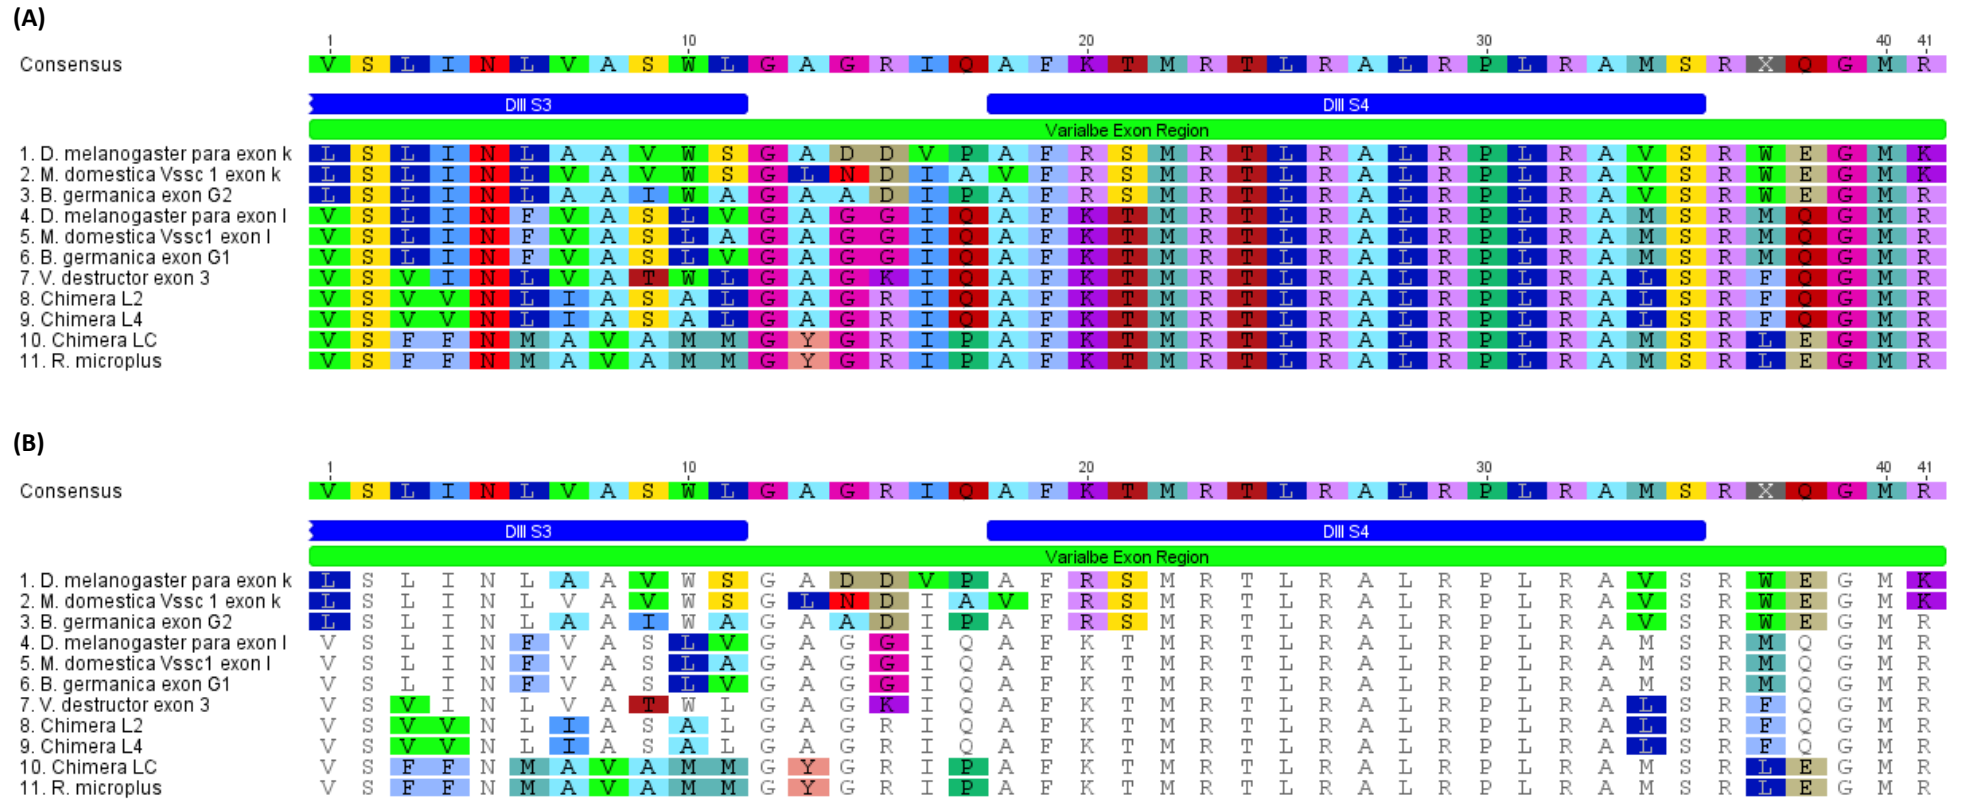 (A)
1 10 20 30 40 41
Consensus V S L I N L V A S W L G A G R I Q A F K T M R T L R A L R P L R A M S R X Q G M R
DIII S3 DIII S4
Varialbe Exon Region
1. D. melanogaster para exon k L S L I N L A A V W S G A D D V P A F R S M R T L R A L R P L R A V S R W E G M K
2. M. domestica Vssc 1 exon k L S L I N L V A V W S G L N D I A V F R S M R T L R A L R P L R A V S R W E G M K
3. B. germanica exon G2 L S L I N L A A I W A G A A D I P A F R S M R T L R A L R P L R A V S R W E G M R
4. D. melanogaster para exon l V S L I N F V A S L V G A G G I Q A F K T M R T L R A L R P L R A M S R M Q G M R
5. M. domestica Vssc1 exon l V S L I N F V A S L A G A G G I Q A F K T M R T L R A L R P L R A M S R M Q G M R
6. B. germanica exon G1 V S L I N F V A S L V G A G G I Q A F K T M R T L R A L R P L R A M S R M Q G M R
7. V. destructor exon 3 V S V I N L V A T W L G A G K I Q A F K T M R T L R A L R P L R A L S R F Q G M R
8. Chimera L2 V S V V N L I A S A L G A G R I Q A F K T M R T L R A L R P L R A L S R F Q G M R
9. Chimera L4 V S V V N L I A S A L G A G R I Q A F K T M R T L R A L R P L R A L S R F Q G M R
10. Chimera LC V S F F N M A V A M M G Y G R I P A F K T M R T L R A L R P L R A M S R L E G M R
11. R. microplus V S F F N M A V A M M G Y G R I P A F K T M R T L R A L R P L R A M S R L E G M R
(B)
1 10 20 30 40 41
Consensus V S L I N L V A S W L G A G R I Q A F K T M R T L R A L R P L R A M S R X Q G M R
DIII S3 DIII S4
Varialbe Exon Region
1. D. melanogaster para exon k L S L I N L A A V W S G A D D V P A F R S M R T L R A L R P L R A V S R W E G M K
2. M. domestica Vssc 1 exon k L S L I N L V A V W S G L N D I A V F R S M R T L R A L R P L R A V S R W E G M K
3. B. germanica exon G2 L S L I N L A A I W A G A A D I P A F R S M R T L R A L R P L R A V S R W E G M R
4. D. melanogaster para exon l V S L I N F V A S L V G A G G I Q A F K T M R T L R A L R P L R A M S R M Q G M R
5. M. domestica Vssc1 exon l V S L I N F V A S L A G A G G I Q A F K T M R T L R A L R P L R A M S R M Q G M R
6. B. germanica exon G1 V S L I N F V A S L V G A G G I Q A F K T M R T L R A L R P L R A M S R M Q G M R
7. V. destructor exon 3 V S V I N L V A T W L G A G K I Q A F K T M R T L R A L R P L R A L S R F Q G M R
8. Chimera L2 V S V V N L I A S A L G A G R I Q A F K T M R T L R A L R P L R A L S R F Q G M R
9. Chimera L4 V S V V N L I A S A L G A G R I Q A F K T M R T L R A L R P L R A L S R F Q G M R
10. Chimera LC V S F F N M A V A M M G Y G R I P A F K T M R T L R A L R P L R A M S R L E G M R
11. R. microplus V S F F N M A V A M M G Y G R I P A F K T M R T L R A L R P L R A M S R L E G M R